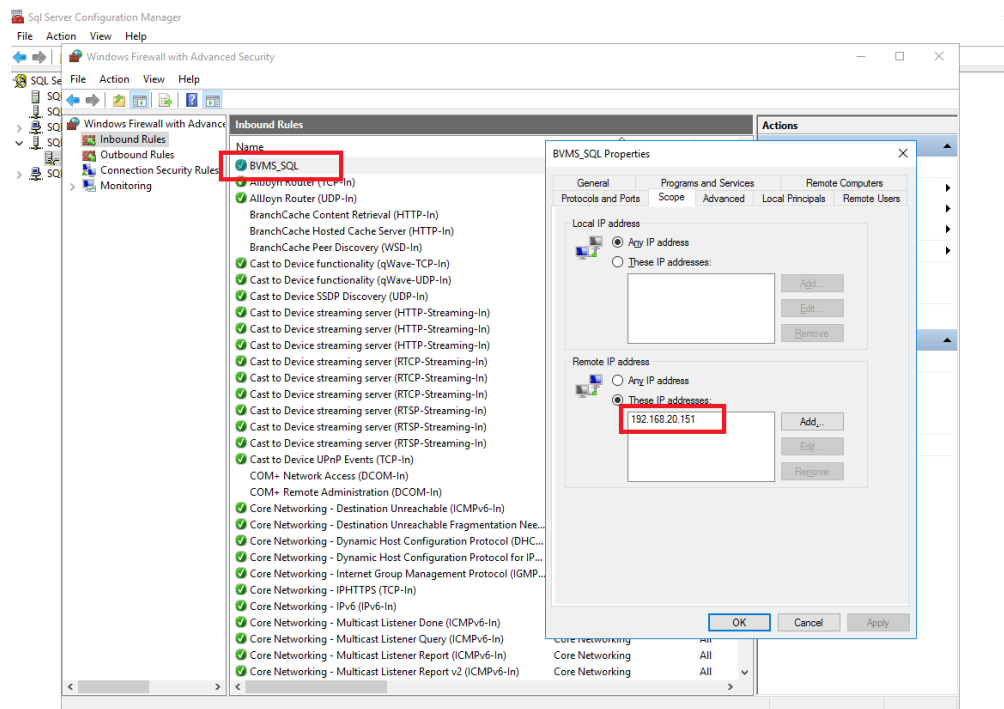 Sql Server Configuration Manager
File Action View Help
Windows Firewall with Advanced Security
File Action View Help
SQL Se
SQ
SQ
SQ
SQ
SQ
Windows Firewall with Advance
Inbound Rules
Outbound Rules
Connection Security Rules
Monitoring
Inbound Rules
Name
BVMS_SQL
AllJoyn Router (TCP-In)
AllJoyn Router (UDP-In)
BranchCache Content Retrieval (HTTP-In)
BranchCache Hosted Cache Server (HTTP-In)
BranchCache Peer Discovery (WSD-In)
Cast to Device functionality (qWave-TCP-In)
Cast to Device functionality (qWave-UDP-In)
Cast to Device SSDP Discovery (UDP-In)
Cast to Device streaming server (HTTP-Streaming-In)
Cast to Device streaming server (HTTP-Streaming-In)
Cast to Device streaming server (HTTP-Streaming-In)
Cast to Device streaming server (RTCP-Streaming-In)
Cast to Device streaming server (RTCP-Streaming-In)
Cast to Device streaming server (RTCP-Streaming-In)
Cast to Device streaming server (RTSP-Streaming-In)
Cast to Device streaming server (RTSP-Streaming-In)
Cast to Device streaming server (RTSP-Streaming-In)
Cast to Device UPnP Events (TCP-In)
COM+ Network Access (DCOM-In)
COM+ Remote Administration (DCOM-In)
Core Networking - Destination Unreachable (ICMPv6-In)
Core Networking - Destination Unreachable Fragmentation Nee...
Core Networking - Dynamic Host Configuration Protocol (DHC...
Core Networking - Dynamic Host Configuration Protocol for IP...
Core Networking - Internet Group Management Protocol (IGMP...
Core Networking - IPHTTPS (TCP-In)
Core Networking - IPv6 (IPv6-In)
Core Networking - Multicast Listener Done (ICMPv6-In)
Core Networking - Multicast Listener Query (ICMPv6-In) Core Networking All
Core Networking - Multicast Listener Report (ICMPv6-In) Core Networking All
Core Networking - Multicast Listener Report v2 (ICMPv6-In) Core Networking All
Actions
BVMS_SQL Properties
General Programs and Services Remote Computers
Protocols and Ports Scope Advanced Local Principals Remote Users
Local IP address
Any IP address
These IP addresses:
Add...
Edit...
Remove
Remote IP address
Any IP address
These IP addresses:
192.168.20.151
Add...
Edit...
Remove
OK Cancel Apply